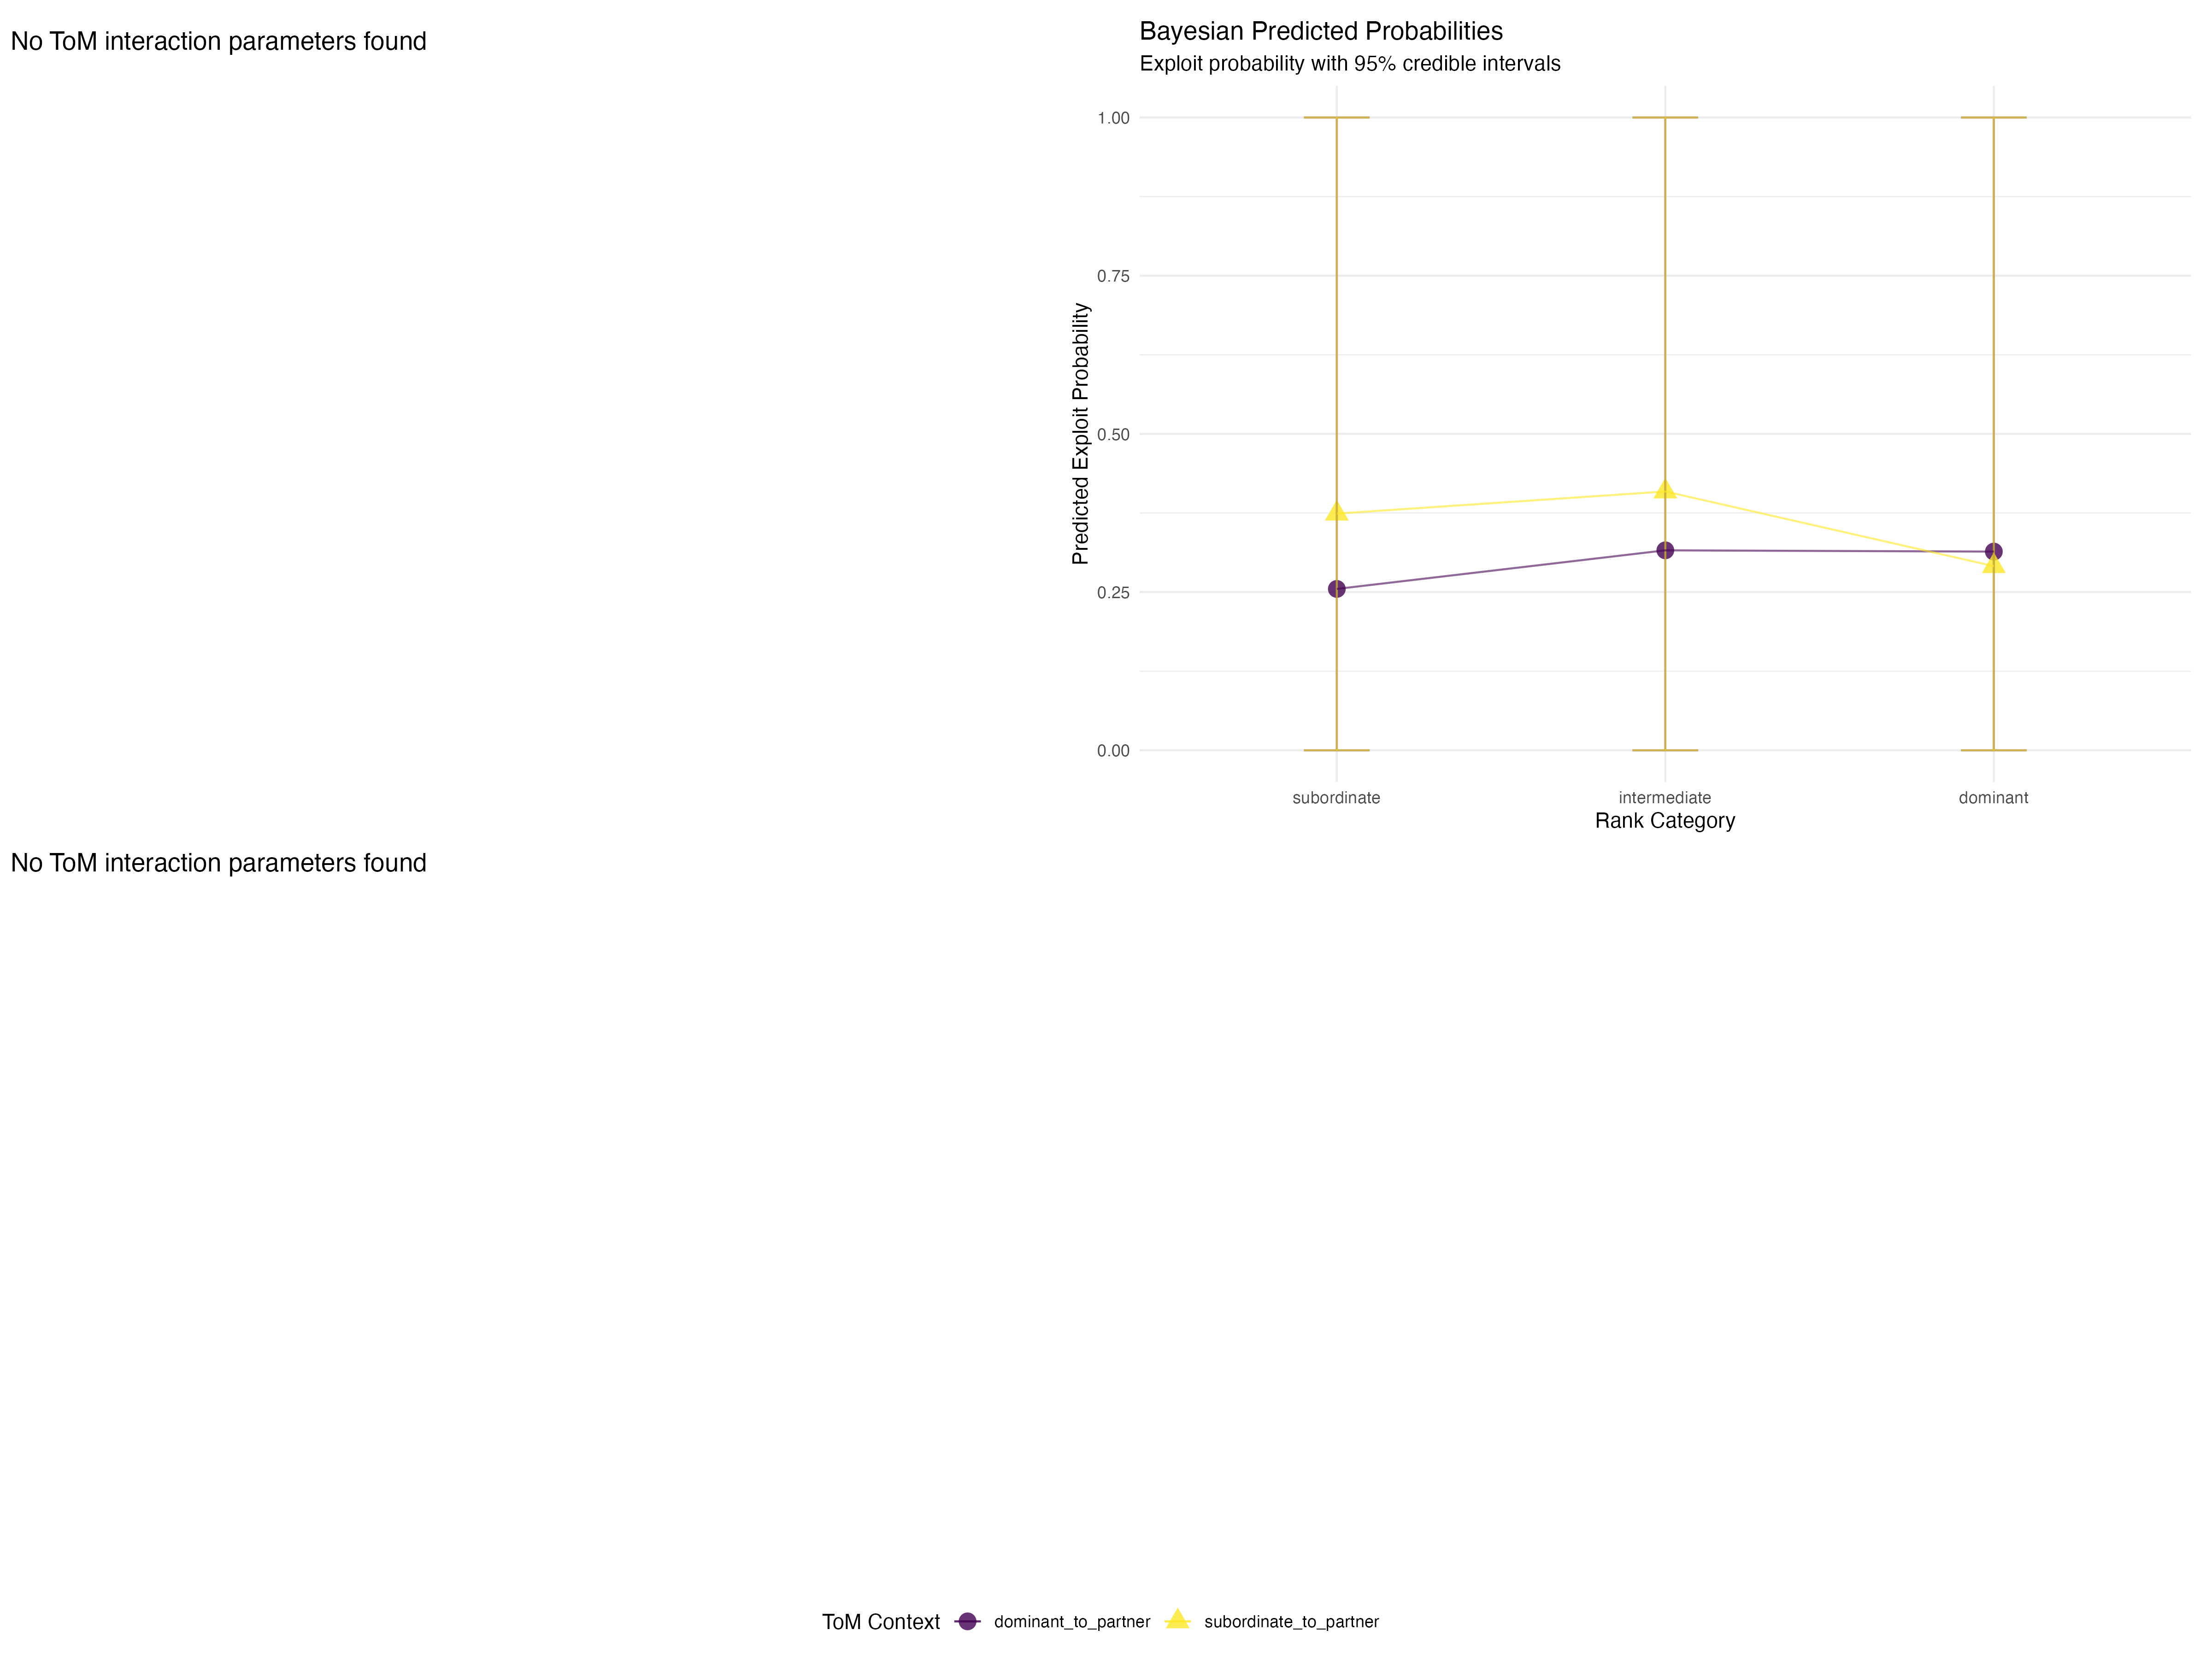 No ToM interaction parameters found
Bayesian Predicted Probabilities
Exploit probability with 95% credible intervals
Predicted Exploit Probability
1.00
0.75
0.50
0.25
0.00
subordinate
intermediate
dominant
Rank Category
No ToM interaction parameters found
ToM Context
dominant_to_partner
subordinate_to_partner